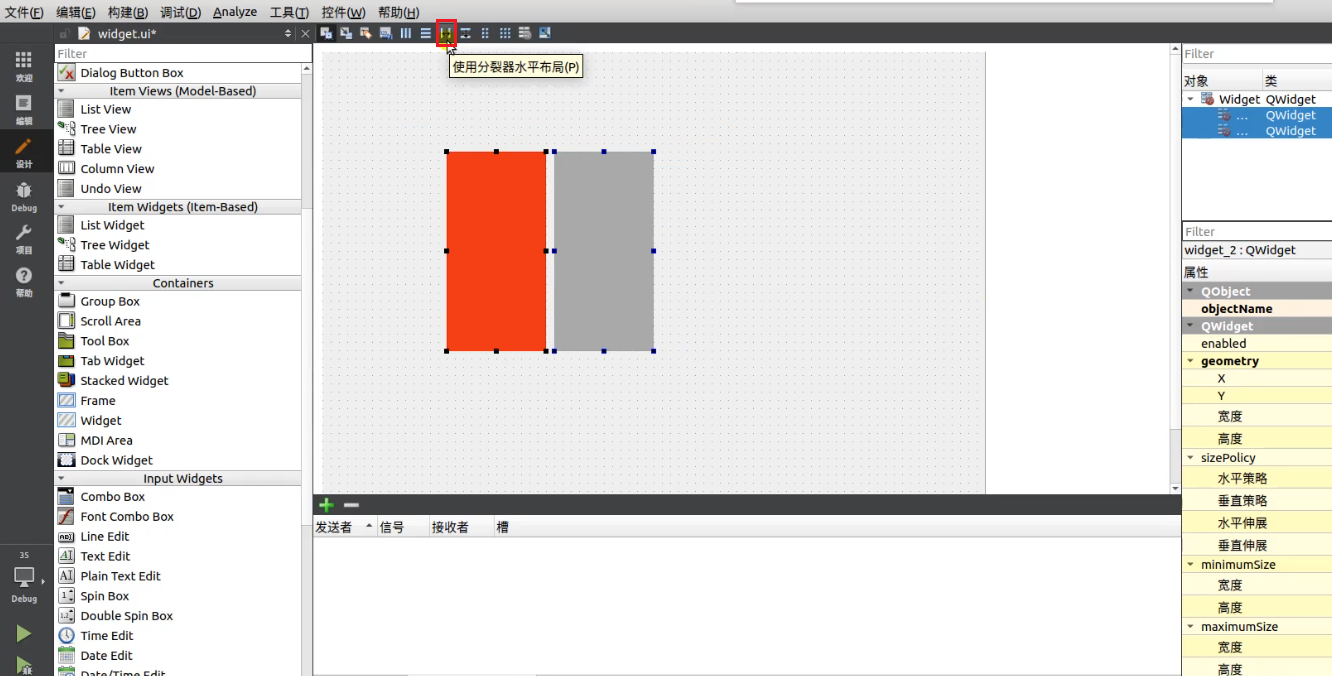 文件(F) 编辑(E) 构建(B) 调试(D) Analyze 工具(T) 控件(W) 帮助(H)
widget.ui*
使用分裂器水平布局(P)
欢迎
编辑
设计
Debug
项目
帮助
35
Debug
Filter
Dialog Button Box
Item Views (Model-Based)
List View
Tree View
Table View
Column View
Undo View
Item Widgets (Item-Based)
List Widget
Tree Widget
Table Widget
Containers
Group Box
Scroll Area
Tool Box
Tab Widget
Stacked Widget
Frame
Widget
MDI Area
Dock Widget
Input Widgets
Combo Box
Font Combo Box
Line Edit
Text Edit
Plain Text Edit
Spin Box
Double Spin Box
Time Edit
Date Edit
Date/Time Edit
发送者 信号 接收者 槽
Filter
对象 类
Widget QWidget
... QWidget
... QWidget
Filter
widget_2 : QWidget
属性
QObject
objectName
QWidget
enabled
geometry
X
Y
宽度
高度
sizePolicy
水平策略
垂直策略
水平伸展
垂直伸展
minimumSize
宽度
高度
maximumSize
宽度
高度